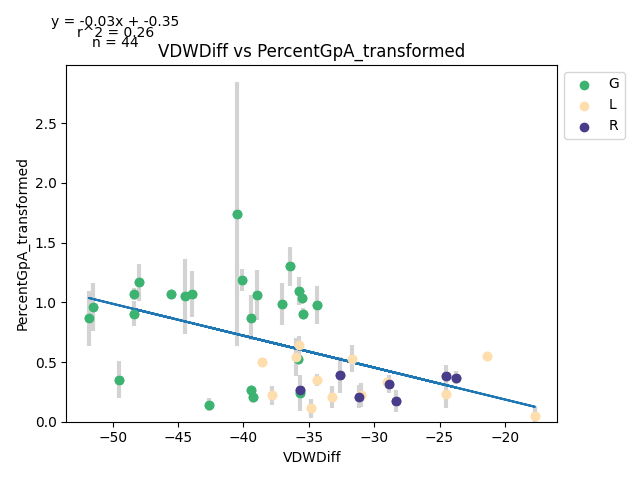 y = -0.03x + -0.35
r^2 = 0.26
n = 44
VDWDiff vs PercentGpA_transformed
G
L
R
PercentGpA_transformed
2.5
2.0
1.5
1.0
0.5
0.0
−50
−45
−40
−35
−30
−25
−20
VDWDiff